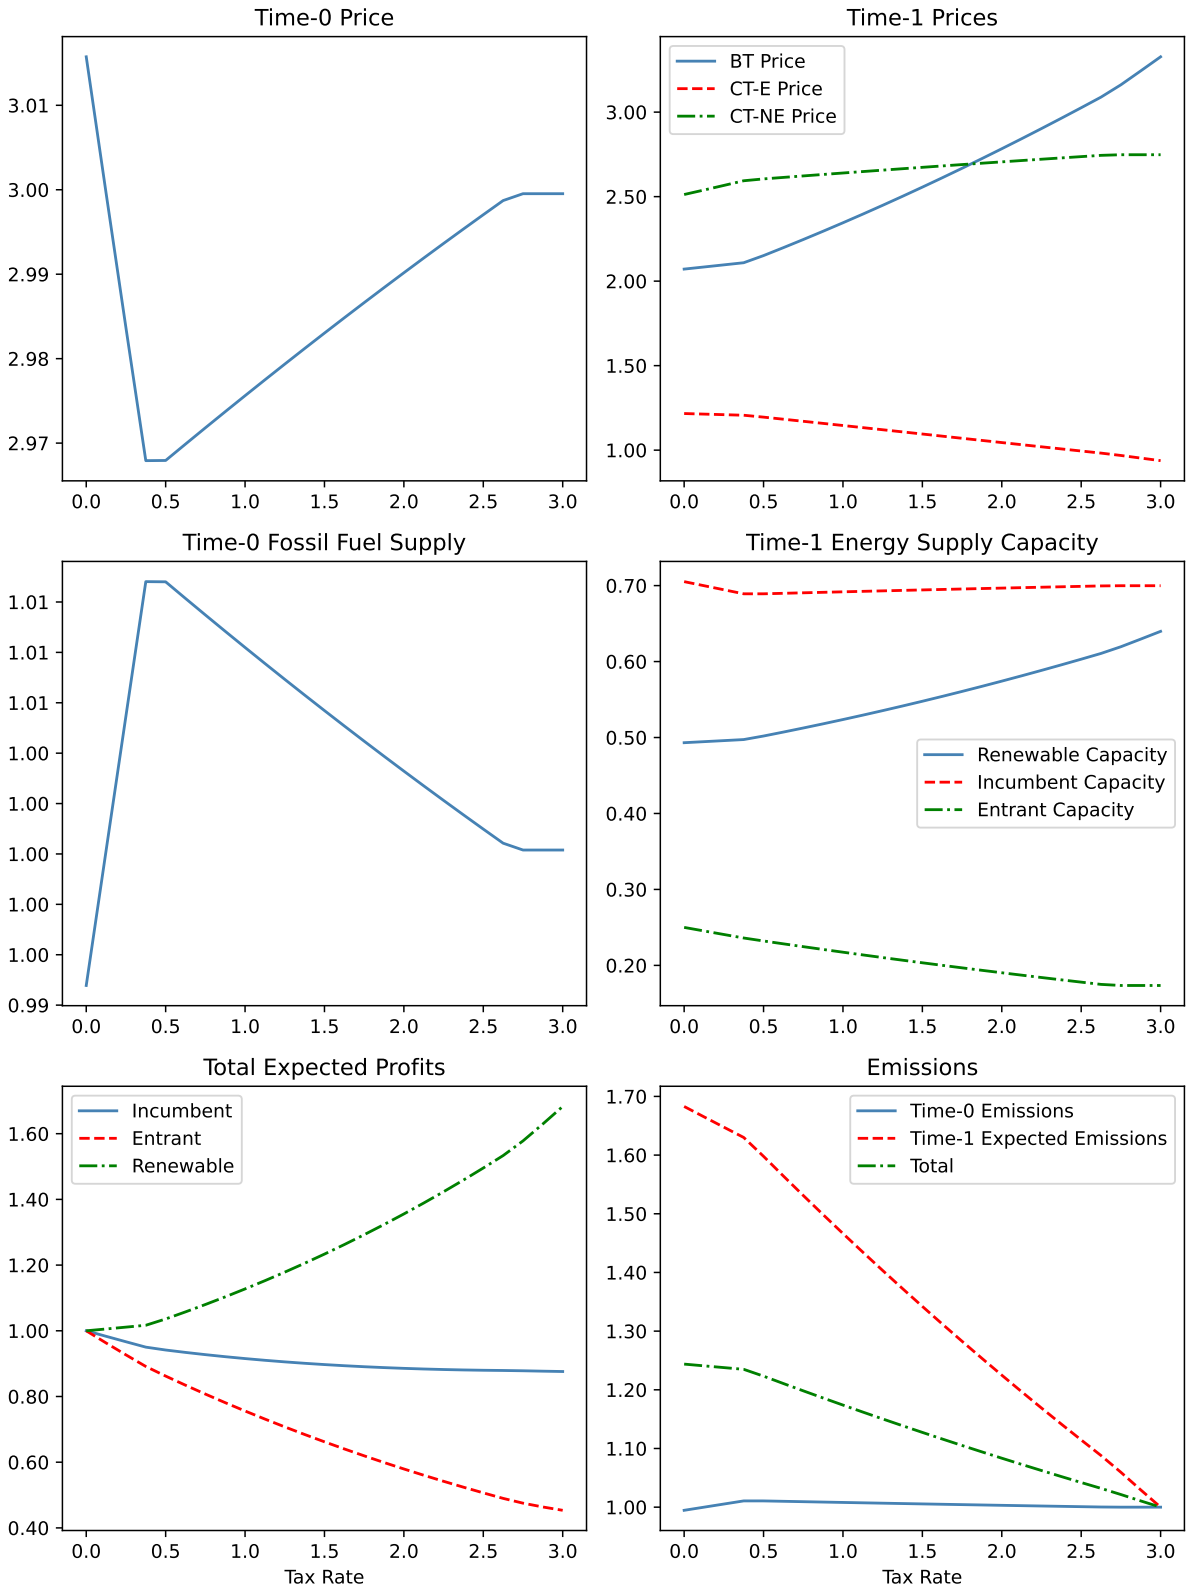 Time-0 Price
3.01
3.00
2.99
2.98
2.97
0.0 0.5 1.0 1.5 2.0 2.5 3.0
Time-1 Prices
BT Price
CT-E Price
CT-NE Price
3.00
2.50
2.00
1.50
1.00
0.0 0.5 1.0 1.5 2.0 2.5 3.0
Time-0 Fossil Fuel Supply
1.01
1.01
1.01
1.00
1.00
1.00
1.00
1.00
0.99
0.0 0.5 1.0 1.5 2.0 2.5 3.0
Time-1 Energy Supply Capacity
0.70
0.60
0.50
0.40
0.30
0.20
Renewable Capacity
Incumbent Capacity
Entrant Capacity
0.0 0.5 1.0 1.5 2.0 2.5 3.0
Total Expected Profits
Incumbent
Entrant
Renewable
1.60
1.40
1.20
1.00
0.80
0.60
0.40
0.0 0.5 1.0 1.5 2.0 2.5 3.0
Tax Rate
Emissions
Time-0 Emissions
Time-1 Expected Emissions
Total
1.70
1.60
1.50
1.40
1.30
1.20
1.10
1.00
0.0 0.5 1.0 1.5 2.0 2.5 3.0
Tax Rate